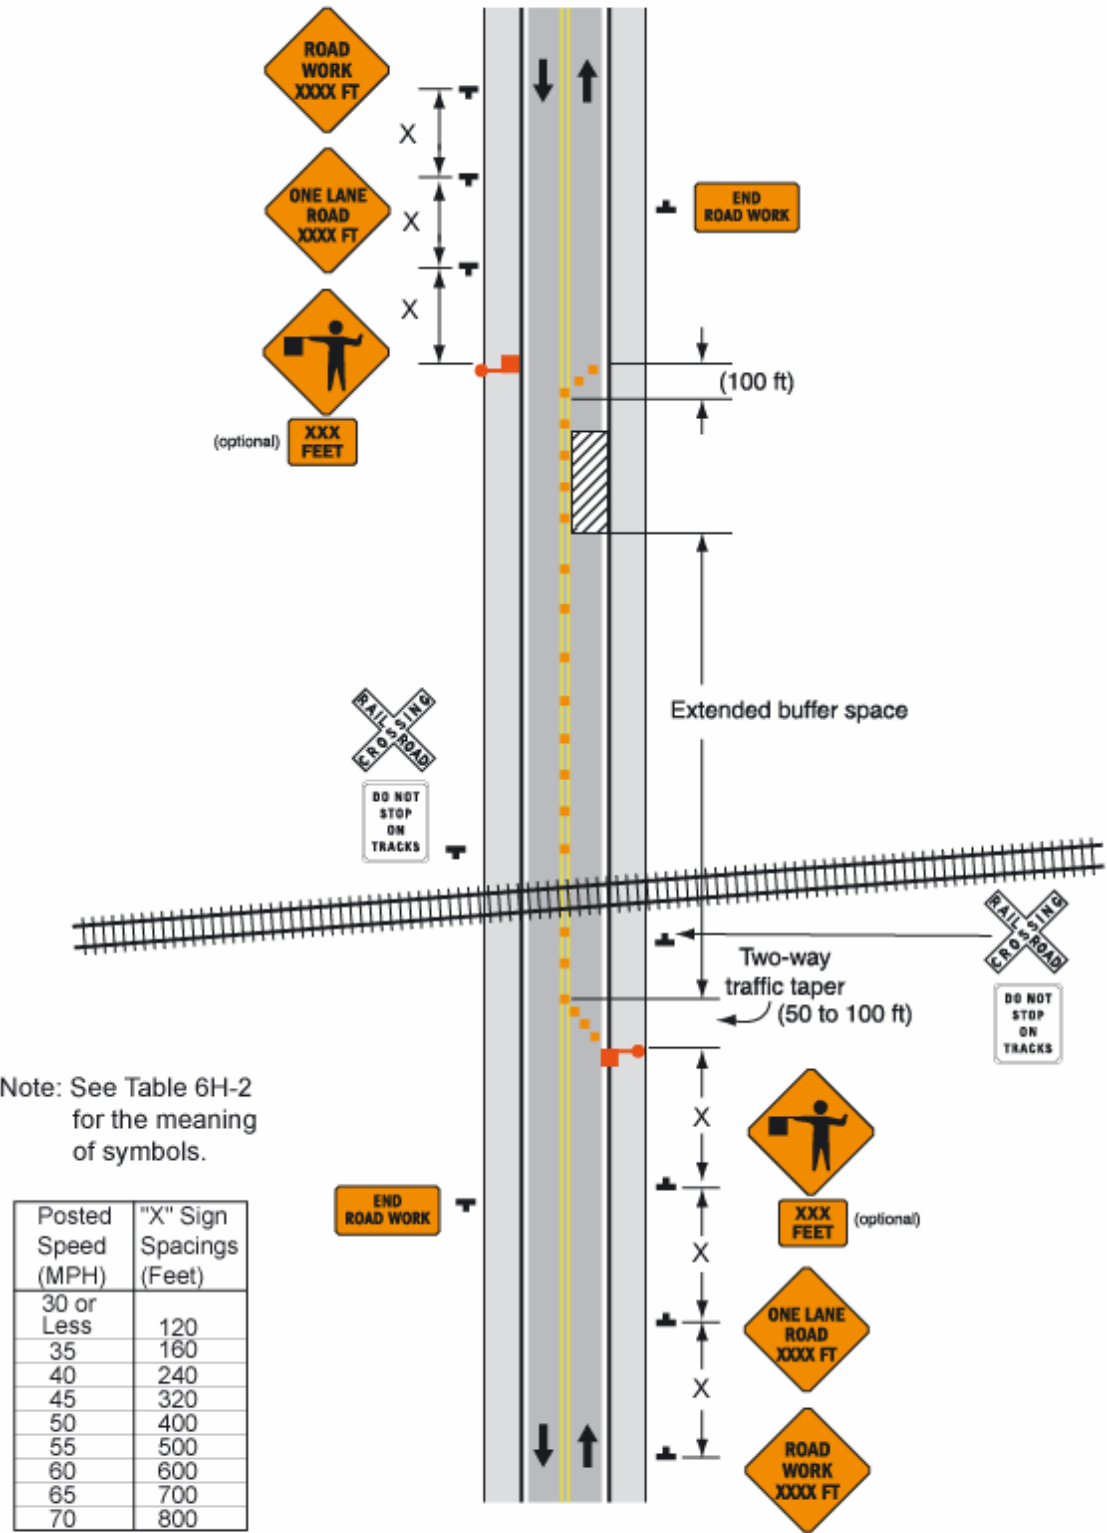 ROAD
WORK
XXXX FT
X
ONE LANE
ROAD
XXXX FT
X
END
ROAD WORK
X
(100 ft)
(optional)
XXX
FEET
Extended buffer space
RAIL ROAD
CROSSING
DO NOT
STOP
ON
TRACKS
RAIL ROAD
CROSSING
DO NOT
STOP
ON
TRACKS
Two-way
traffic taper
(50 to 100 ft)
Note: See Table 6H-2
for the meaning
of symbols.
X
XXX
FEET
(optional)
END
ROAD WORK
X
ONE LANE
ROAD
XXXX FT
X
ROAD
WORK
XXXX FT
Posted "X" Sign
Speed Spacings
(MPH) (Feet)
30 or
Less 120
35 160
40 240
45 320
50 400
55 500
60 600
65 700
70 800